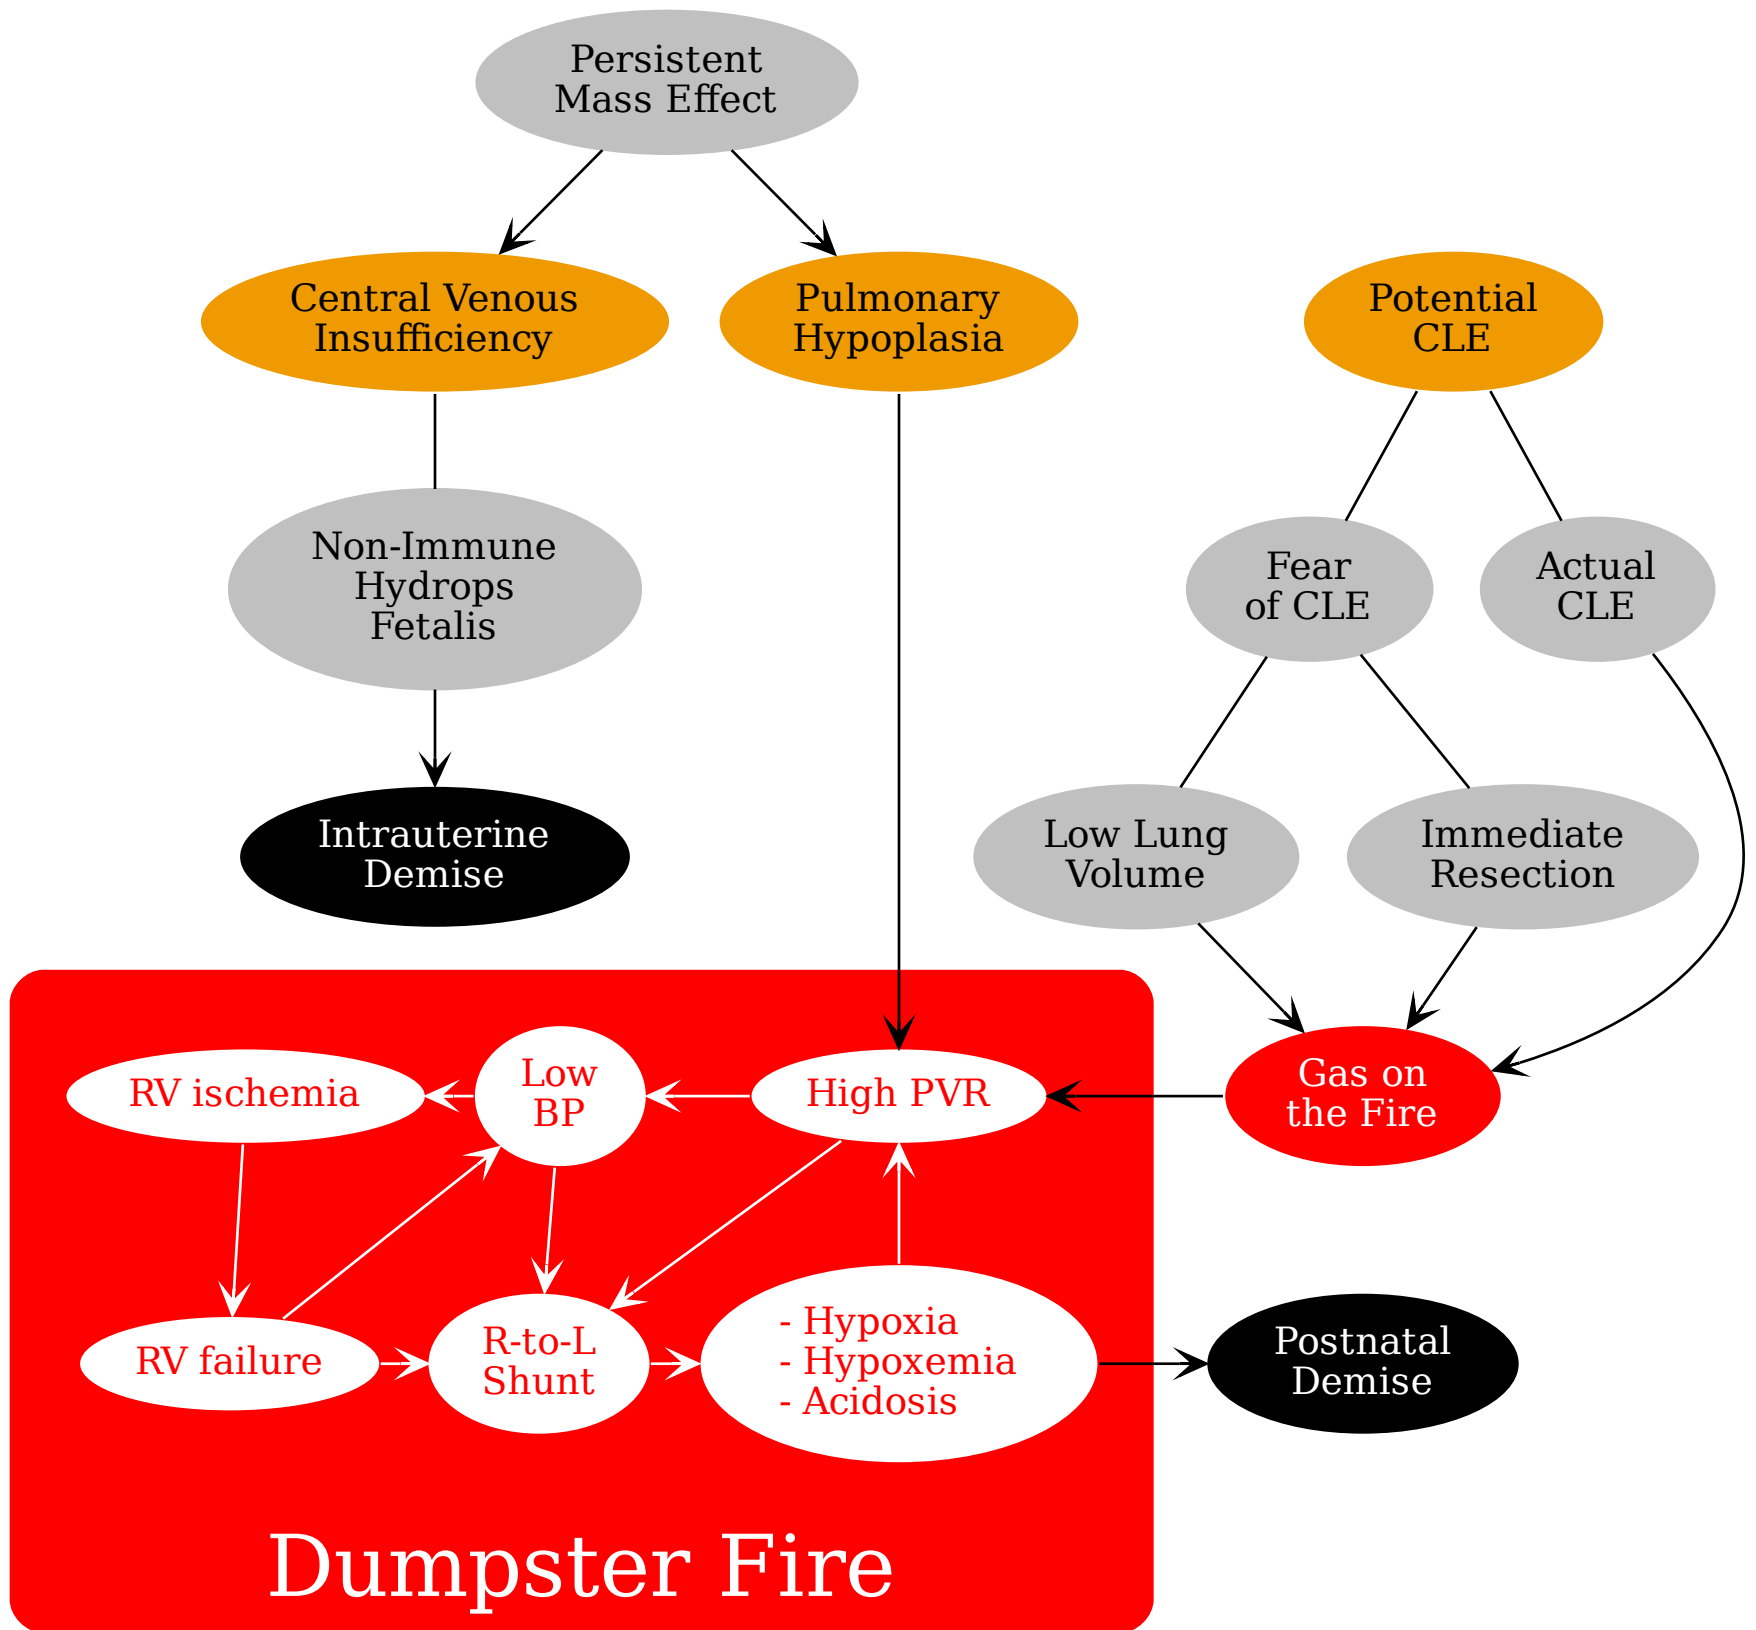 Persistent
Mass Effect
Central Venous
Insufficiency
Pulmonary
Hypoplasia
Potential
CLE
Non-Immune
Hydrops
Fetalis
Fear
of CLE
Actual
CLE
Intrauterine
Demise
Low Lung
Volume
Immediate
Resection
RV ischemia
Low
BP
High PVR
Gas on
the Fire
RV failure
R-to-L
Shunt
- Hypoxia
- Hypoxemia
- Acidosis
Postnatal
Demise
Dumpster Fire